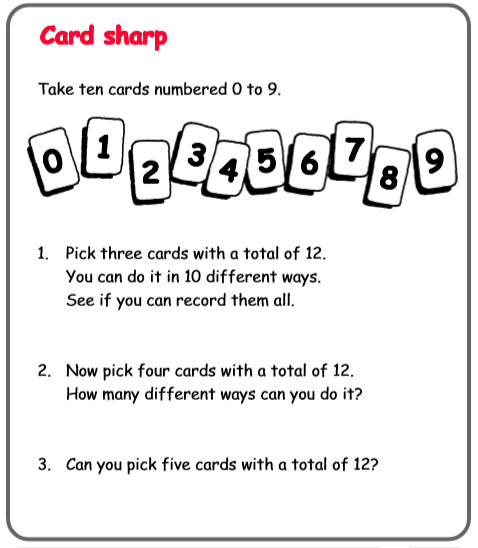 Card sharp
Take ten cards numbered 0 to 9.
0 1 2 3 4 5 6 7 8 9
1. Pick three cards with a total of 12.
You can do it in 10 different ways.
See if you can record them all.
2. Now pick four cards with a total of 12.
How many different ways can you do it?
3. Can you pick five cards with a total of 12?